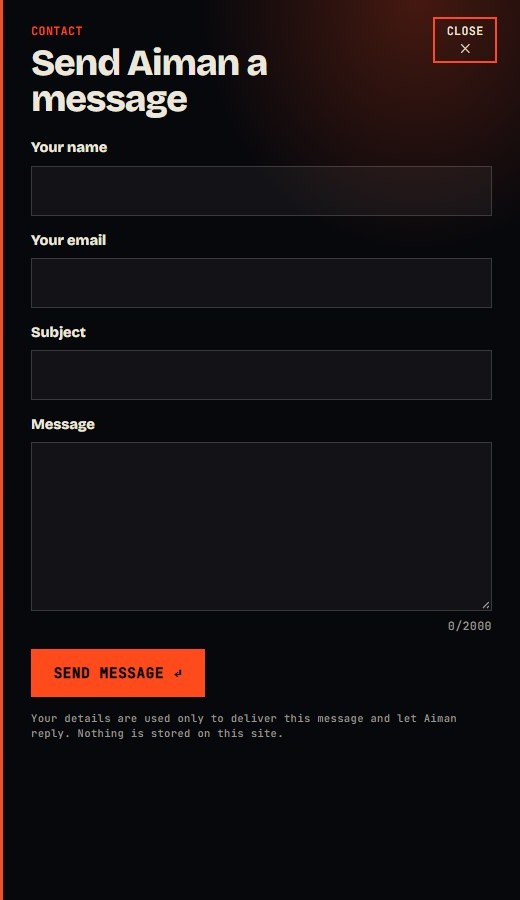 CONTACT
CLOSE
×
Send Aiman a
message
Your name
Your email
Subject
Message
0/2000
SEND MESSAGE ↲
Your details are used only to deliver this message and let Aiman
reply. Nothing is stored on this site.